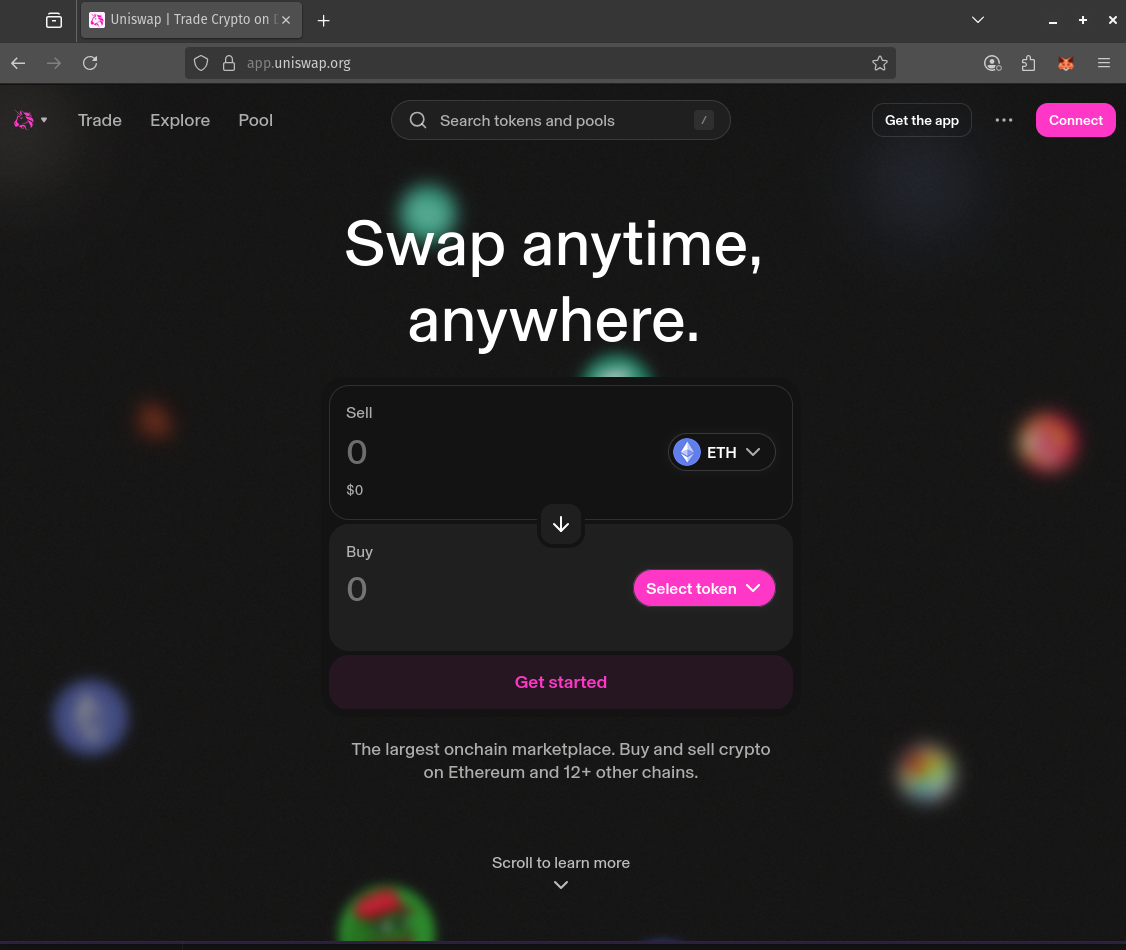 Uniswap | Trade Crypto on
app.uniswap.org
Trade
Explore
Pool
Search tokens and pools
/
Get the app
Connect
Swap anytime,
anywhere.
Sell
0
ETH
$0
Buy
0
Select token
Get started
The largest onchain marketplace. Buy and sell crypto
on Ethereum and 12+ other chains.
Scroll to learn more